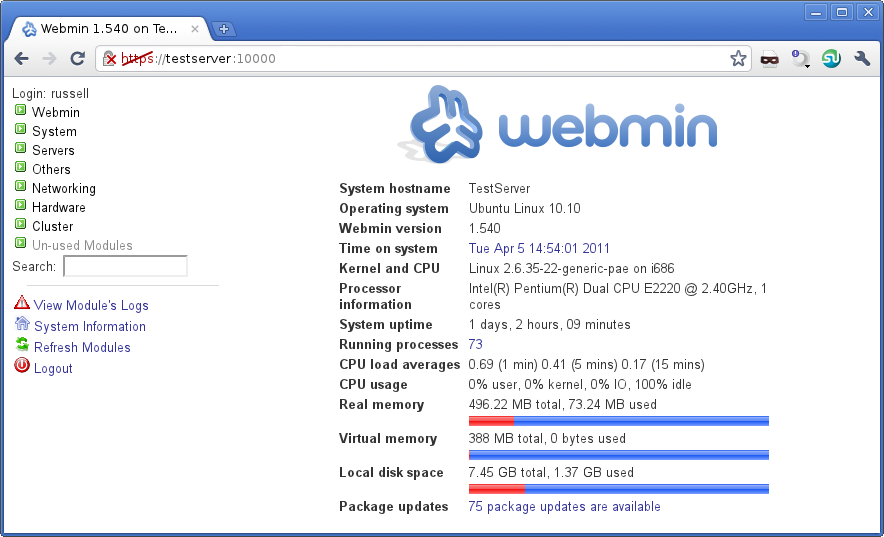 Webmin 1.540 on Te...
https://testserver:10000
Login: russell
Webmin
System
Servers
Others
Networking
Hardware
Cluster
Un-used Modules
Search:
View Module's Logs
System Information
Refresh Modules
Logout
webmin
System hostname TestServer
Operating system Ubuntu Linux 10.10
Webmin version 1.540
Time on system Tue Apr 5 14:54:01 2011
Kernel and CPU Linux 2.6.35-22-generic-pae on i686
Processor information Intel(R) Pentium(R) Dual CPU E2220 @ 2.40GHz, 1 cores
System uptime 1 days, 2 hours, 09 minutes
Running processes 73
CPU load averages 0.69 (1 min) 0.41 (5 mins) 0.17 (15 mins)
CPU usage 0% user, 0% kernel, 0% IO, 100% idle
Real memory 496.22 MB total, 73.24 MB used
Virtual memory 388 MB total, 0 bytes used
Local disk space 7.45 GB total, 1.37 GB used
Package updates 75 package updates are available